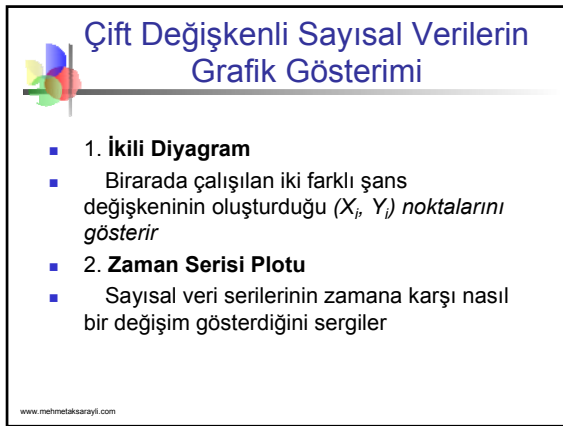 Çift Değişkenli Sayısal Verilerin
Grafik Gösterimi
1. İkili Diyagram
Birarada çalışılan iki farklı şans
değişkeninin oluşturduğu (Xi, Yi) noktalarını
gösterir
2. Zaman Serisi Plotu
Sayısal veri serilerinin zamana karşı nasıl
bir değişim gösterdiğini sergiler
www.mehmetaksarayli.com